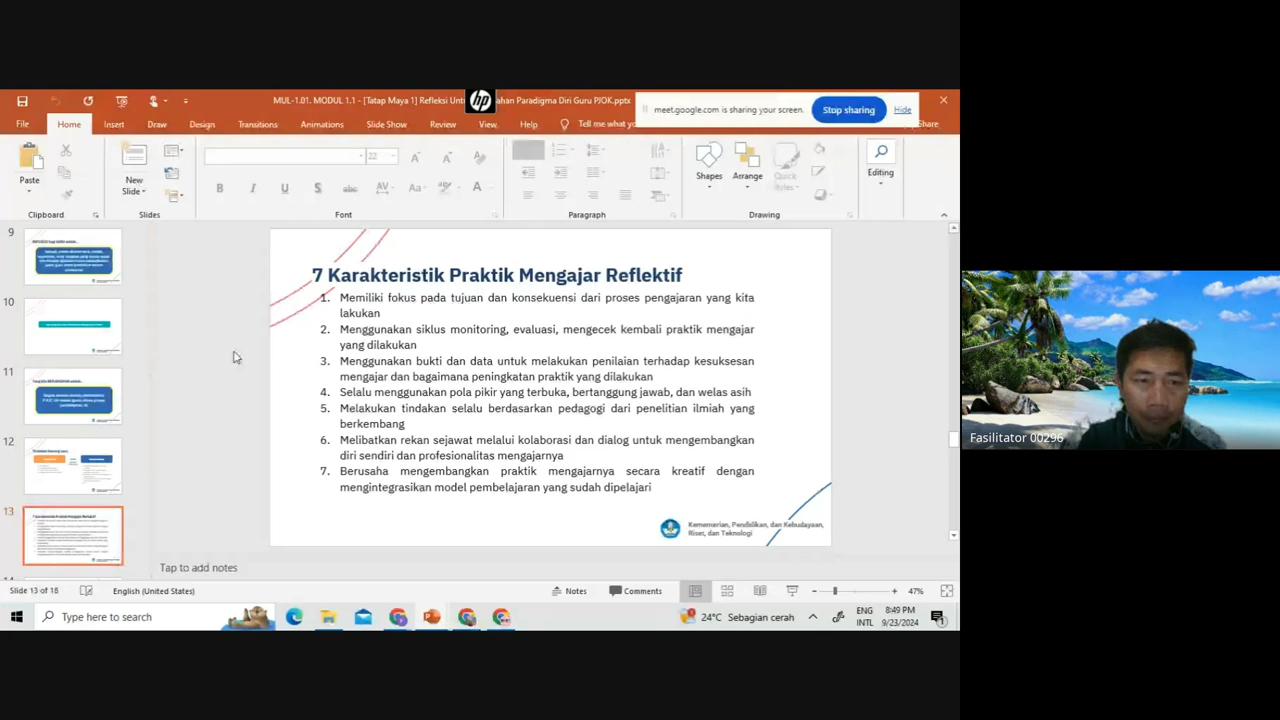 MUL-1.01. MODUL 1.1 - [Tatap Maya 1] Refleksi Unt
ahan Paradigma Diri Guru PJOK.pptx
hp
meet.google.com is sharing your screen.
Stop sharing
Hide
File
Home
Insert
Draw
Design
Transitions
Animations
Slide Show
Review
View
Help
Tell me what yo
Share
22
Paste
New
Slide
Shapes
Arrange
Quick
Styles
Editing
Clipboard
Slides
Font
Paragraph
Drawing
9
10
11
12
13
7 Karakteristik Praktik Mengajar Reflektif
1. Memiliki fokus pada tujuan dan konsekuensi dari proses pengajaran yang kita
lakukan
2. Menggunakan siklus monitoring, evaluasi, mengecek kembali praktik mengajar
yang dilakukan
3. Menggunakan bukti dan data untuk melakukan penilaian terhadap kesuksesan
mengajar dan bagaimana peningkatan praktik yang dilakukan
4. Selalu menggunakan pola pikir yang terbuka, bertanggung jawab, dan welas asih
5. Melakukan tindakan selalu berdasarkan pedagogi dari penelitian ilmiah yang
berkembang
6. Melibatkan rekan sejawat melalui kolaborasi dan dialog untuk mengembangkan
diri sendiri dan profesionalitas mengajarnya
7. Berusaha mengembangkan praktik mengajarnya secara kreatif dengan
mengintegrasikan model pembelajaran yang sudah dipelajari
Kementerian, Pendidikan, dan Kebudayaan,
Riset, dan Teknologi
Tap to add notes
Slide 13 of 18
English (United States)
Notes
Comments
47%
Type here to search
24°C Sebagian cerah
ENG
INTL
8:49 PM
9/23/2024
Fasilitator 00296